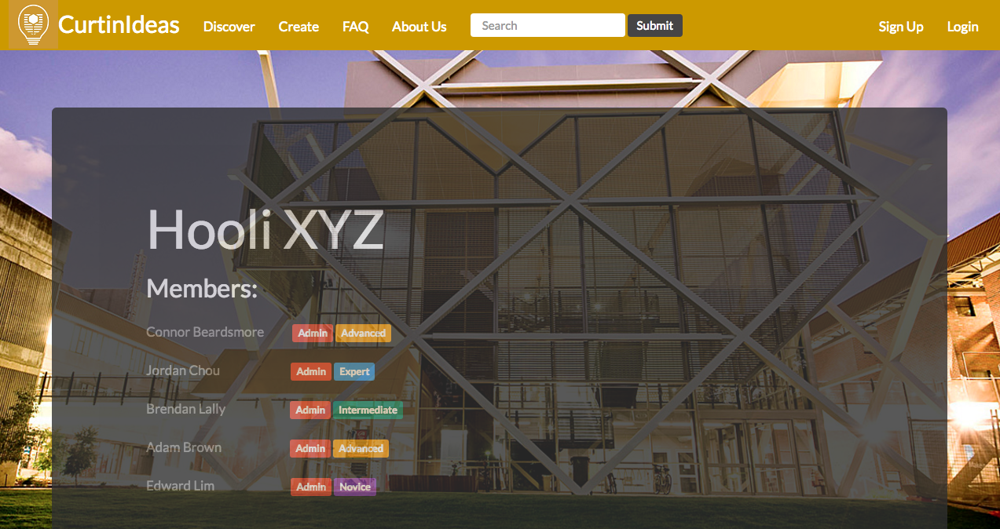 CurtinIdeas Discover Create FAQ About Us Search Submit Sign Up Login
Hooli XYZ
Members:
Connor Beardsmore Admin Advanced
Jordan Chou Admin Expert
Brendan Lally Admin Intermediate
Adam Brown Admin Advanced
Edward Lim Admin Novice